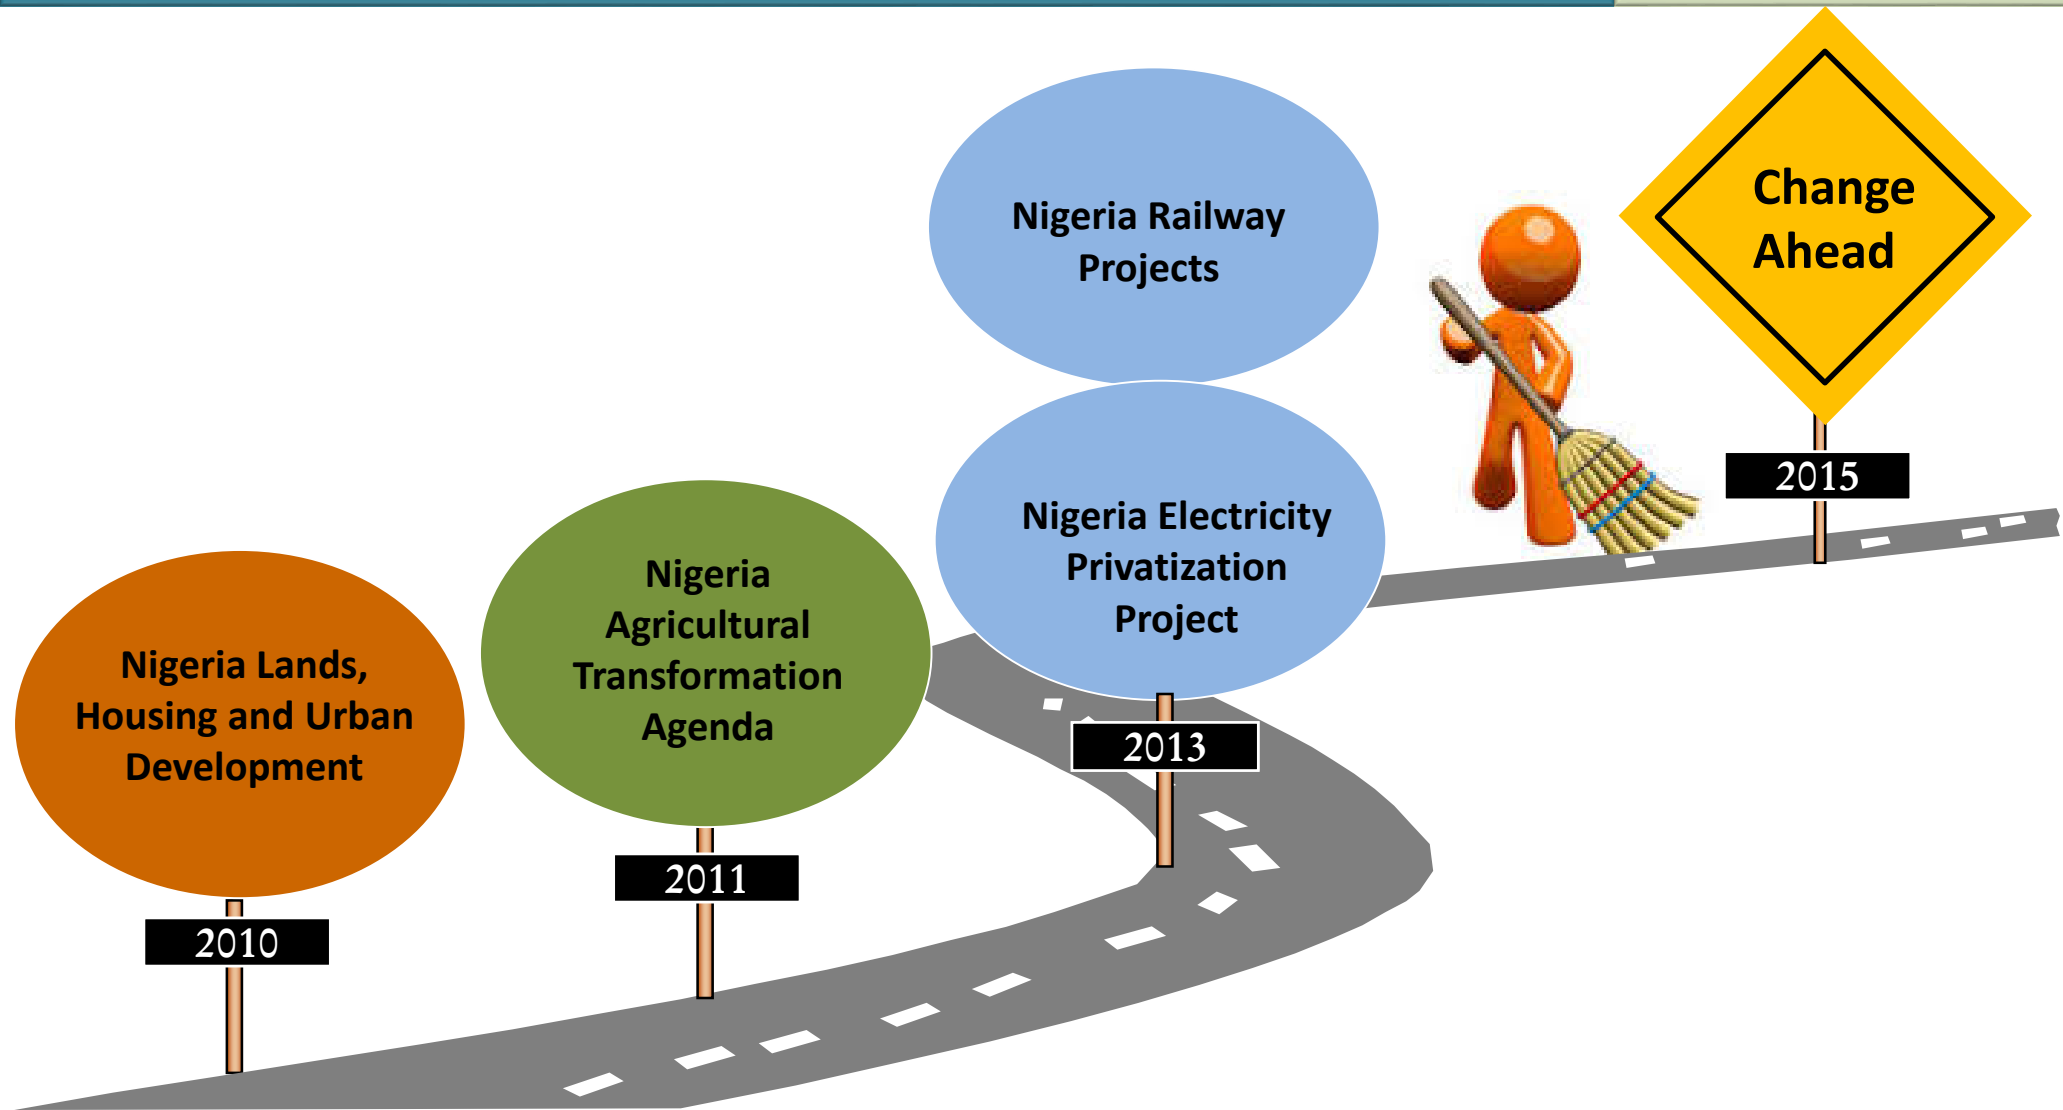 Nigeria Lands,
Housing and Urban
Development
2010
Nigeria
Agricultural
Transformation
Agenda
2011
Nigeria Railway
Projects
Nigeria Electricity
Privatization
Project
2013
Change
Ahead
2015